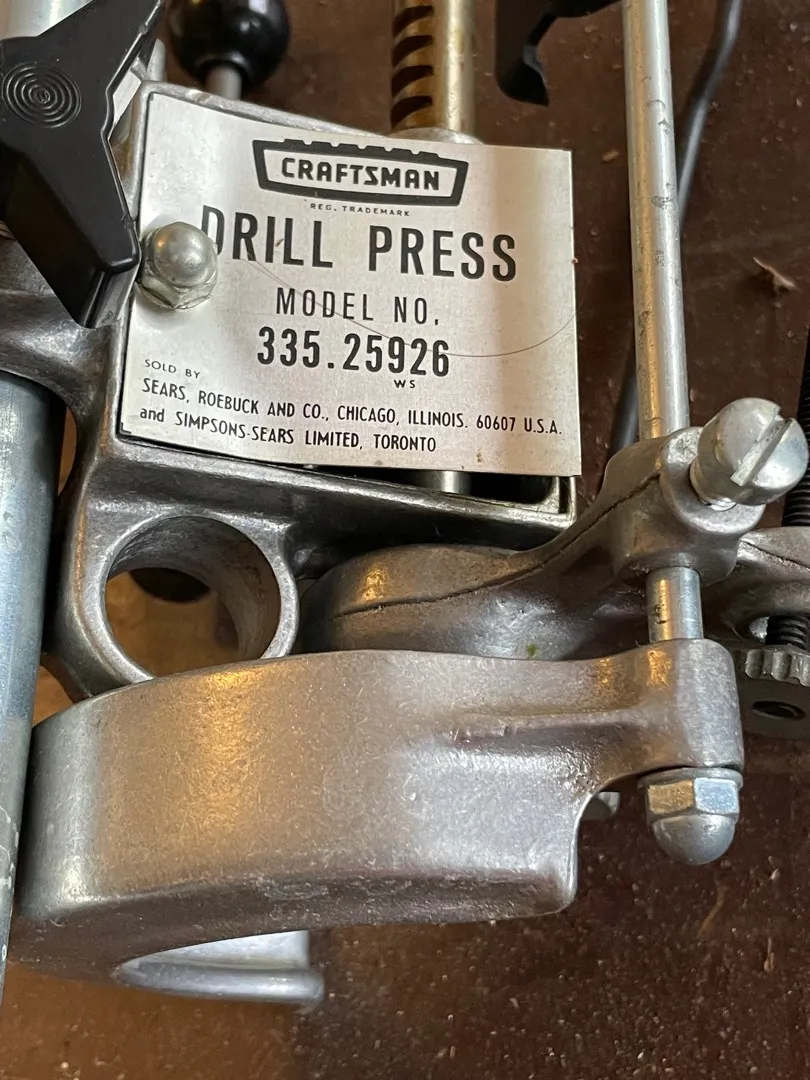 CRAFTSMAN
REG. TRADEMARK
DRILL PRESS
MODEL NO.
335.25926
WS
SOLD BY
SEARS, ROEBUCK AND CO., CHICAGO, ILLINOIS. 60607 U.S.A.
and SIMPSONS-SEARS LIMITED, TORONTO